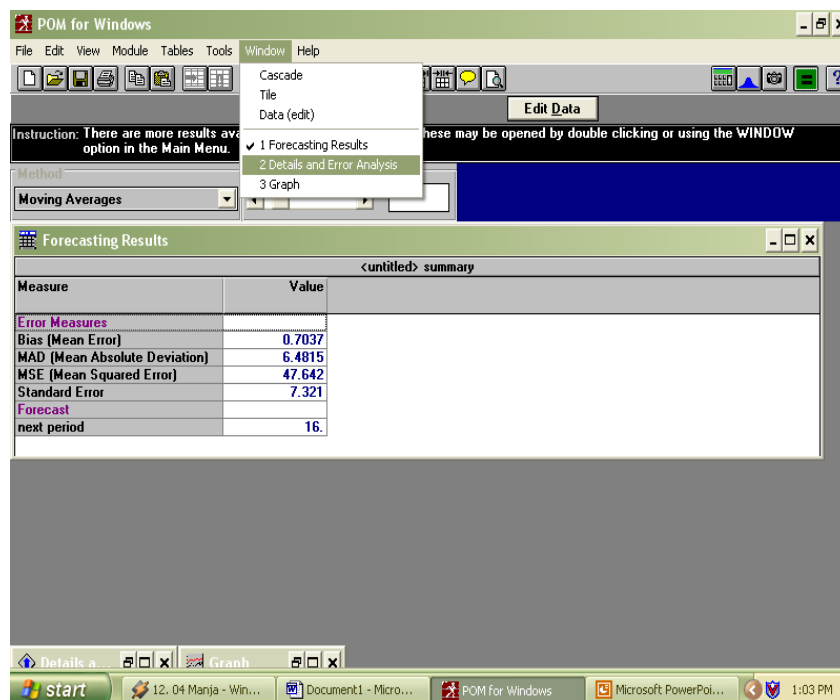 POM for Windows
File Edit View Module Tables Tools Window Help
Cascade
Tile
Data (edit)
✓ 1 Forecasting Results
2 Details and Error Analysis
3 Graph
Edit Data
Instruction: There are more results ava hese may be opened by double clicking or using the WINDOW
option in the Main Menu.
Method
Moving Averages
Forecasting Results
<untitled> summary
Measure Value
Error Measures
Bias (Mean Error) 0.7037
MAD (Mean Absolute Deviation) 6.4815
MSE (Mean Squared Error) 47.642
Standard Error 7.321
Forecast
next period 16.
Details a... Graph
start 12. 04 Manja - Win... Document1 - Micro... POM for Windows Microsoft PowerPoi... 1:03 PM